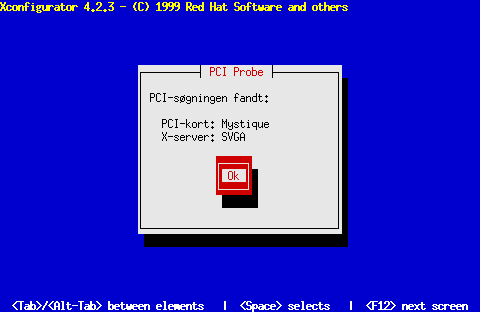 Xconfigurator 4.2.3 - (C) 1999 Red Hat Software and others
PCI Probe
PCI-søgningen fandt:
PCI-kort: Mystique
X-server: SVGA
Ok
<Tab>/<Alt-Tab> between elements | <Space> selects | <F12> next screen